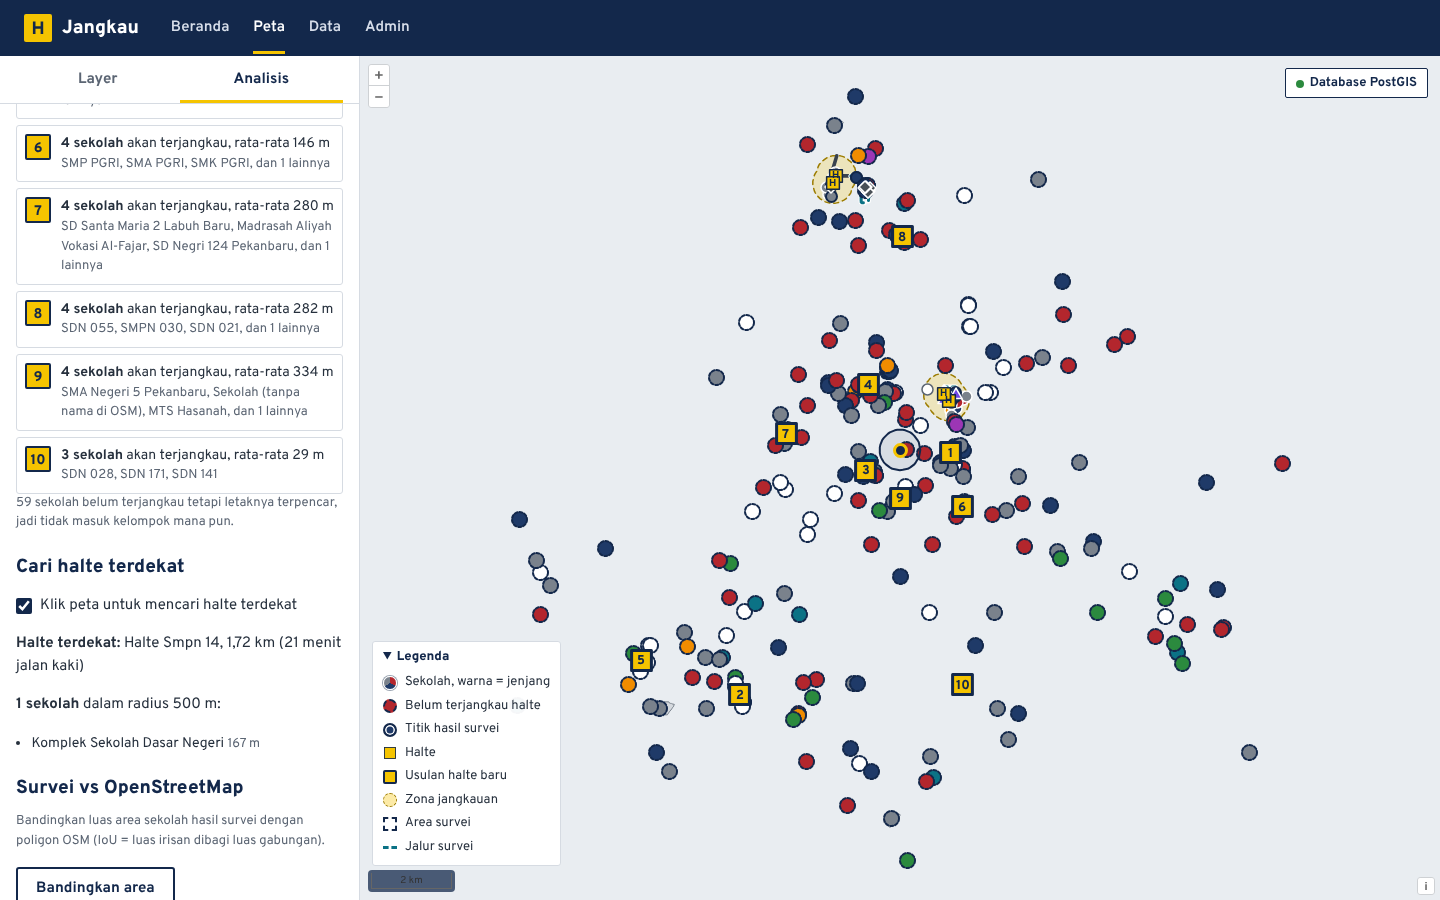 H Jangkau Beranda Peta Data Admin
Layer Analisis
6 4 sekolah akan terjangkau, rata-rata 146 m
SMP PGRI, SMA PGRI, SMK PGRI, dan 1 lainnya
7 4 sekolah akan terjangkau, rata-rata 280 m
SD Santa Maria 2 Labuh Baru, Madrasah Aliyah
Vokasi Al-Fajar, SD Negri 124 Pekanbaru, dan 1
lainnya
8 4 sekolah akan terjangkau, rata-rata 282 m
SDN 055, SMPN 030, SDN 021, dan 1 lainnya
9 4 sekolah akan terjangkau, rata-rata 334 m
SMA Negeri 5 Pekanbaru, Sekolah (tanpa
nama di OSM), MTS Hasanah, dan 1 lainnya
10 3 sekolah akan terjangkau, rata-rata 29 m
SDN 028, SDN 171, SDN 141
59 sekolah belum terjangkau tetapi letaknya terpencar,
jadi tidak masuk kelompok mana pun.
Cari halte terdekat
Klik peta untuk mencari halte terdekat
Halte terdekat: Halte Smpn 14, 1,72 km (21 menit
jalan kaki)
1 sekolah dalam radius 500 m:
• Komplek Sekolah Dasar Negeri 167 m
Survei vs OpenStreetMap
Bandingkan luas area sekolah hasil survei dengan
poligon OSM (IoU = luas irisan dibagi luas gabungan).
Bandingkan area
+
−
Database PostGIS
H
H
8
4
H
H
7
1
3
9
6
5
2
10
▼ Legenda
Sekolah, warna = jenjang
Belum terjangkau halte
Titik hasil survei
Halte
Usulan halte baru
Zona jangkauan
Area survei
Jalur survei
2 km
i